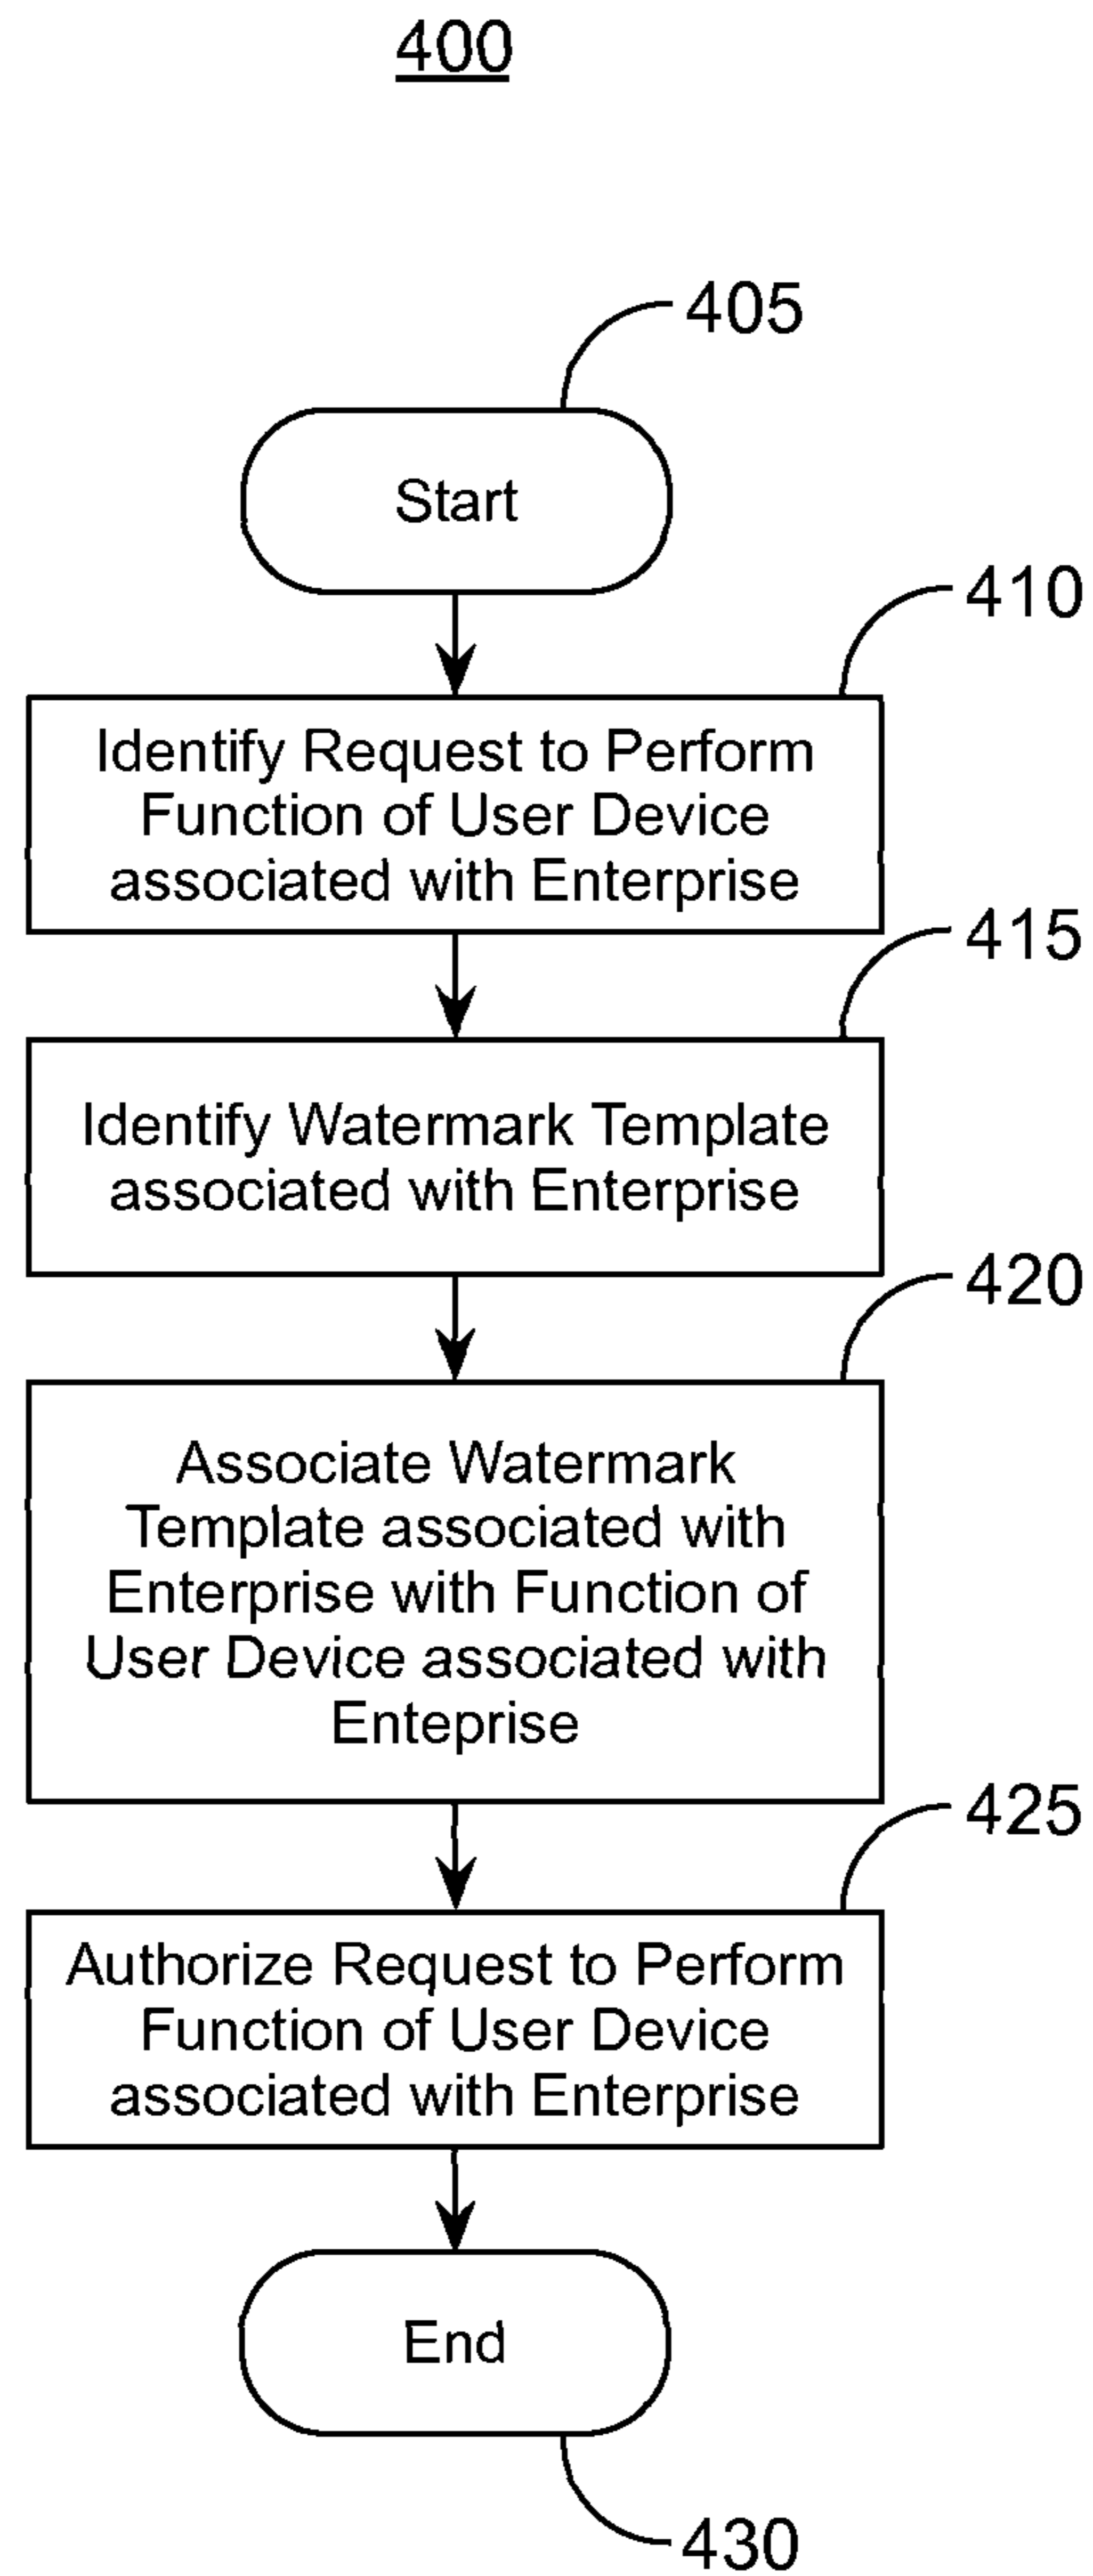 400
405
Start
410
Identify Request to Perform
Function of User Device
associated with Enterprise
415
Identify Watermark Template
associated with Enterprise
420
Associate Watermark
Template associated with
Enterprise with Function of
User Device associated with
Enteprise
425
Authorize Request to Perform
Function of User Device
associated with Enterprise
End
430